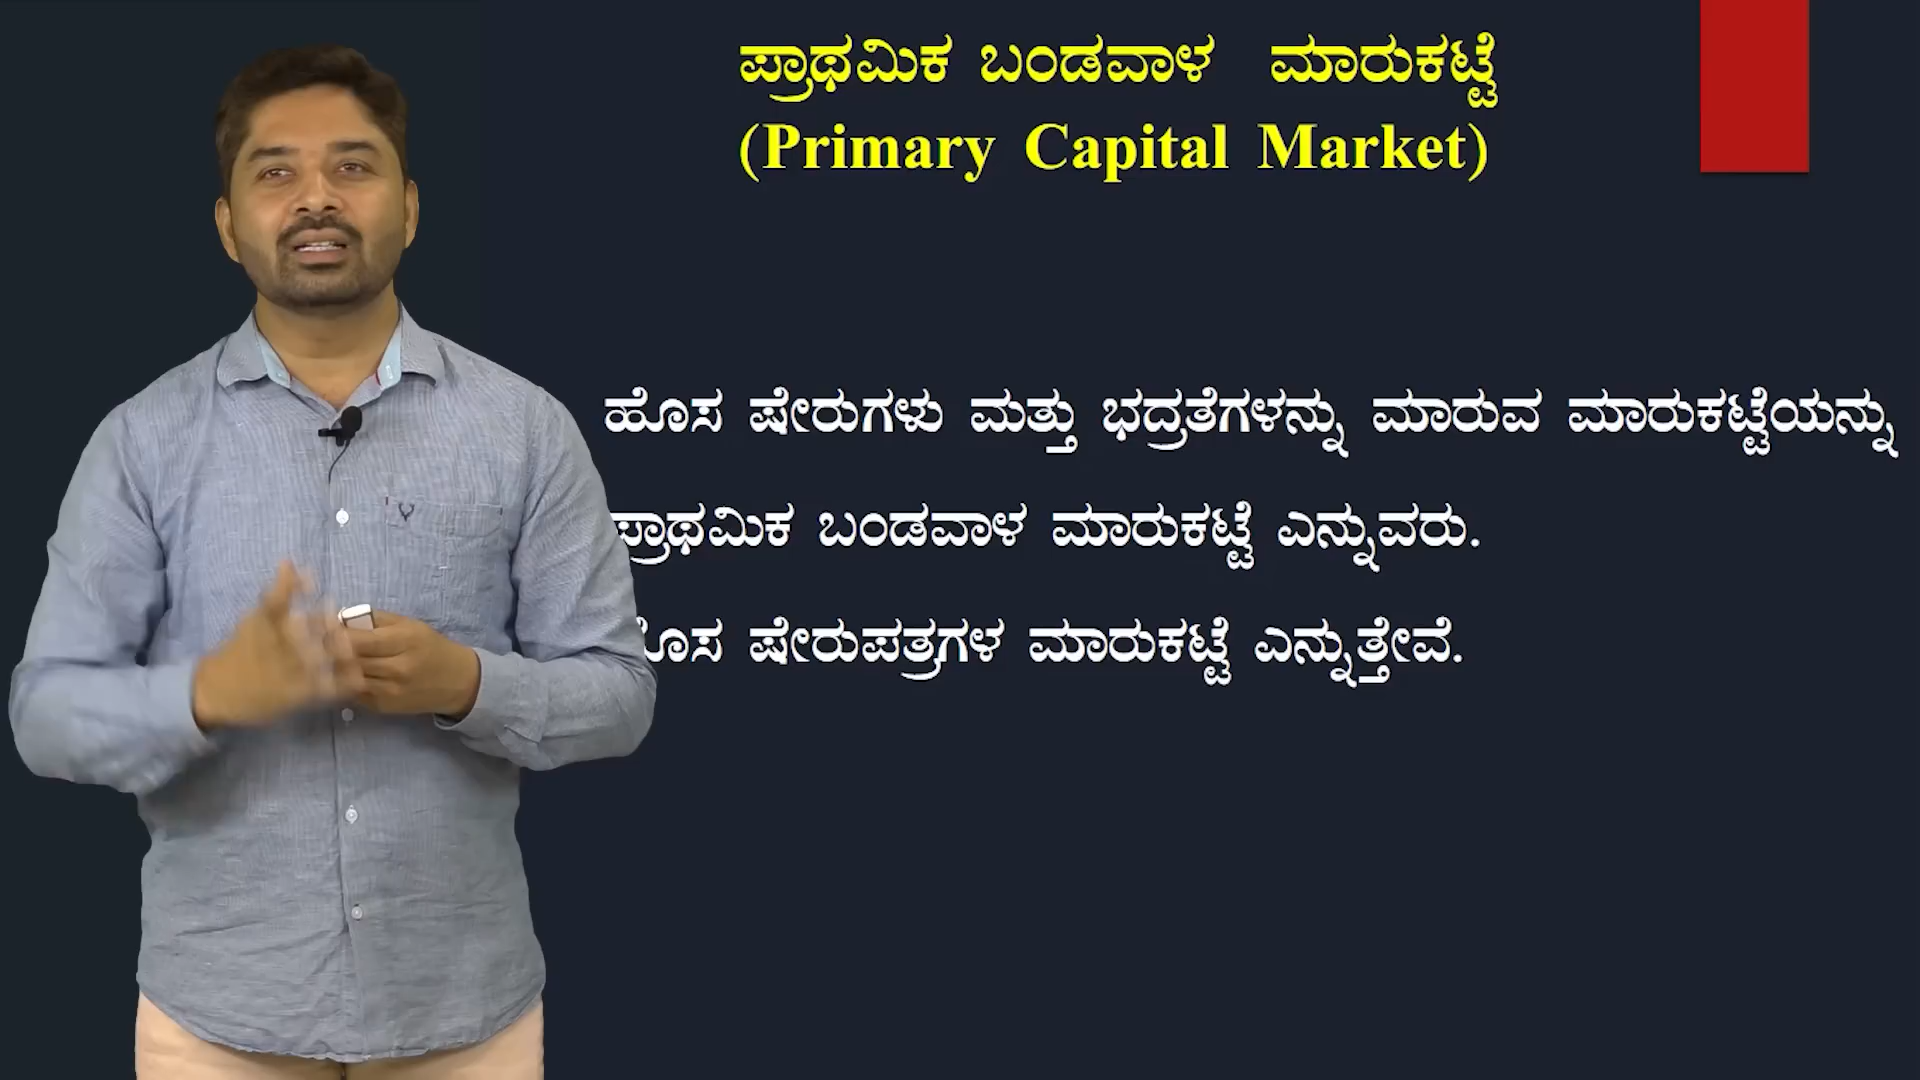 ಪ್ರಾಥಮಿಕ ಬಂಡವಾಳ ಮಾರುಕಟ್ಟೆ
(Primary Capital Market)
ಹೊಸ ಷೇರುಗಳು ಮತ್ತು ಭದ್ರತೆಗಳನ್ನು ಮಾರುವ ಮಾರುಕಟ್ಟೆಯನ್ನು
ಪ್ರಾಥಮಿಕ ಬಂಡವಾಳ ಮಾರುಕಟ್ಟೆ ಎನ್ನುವರು.
ಹೊಸ ಷೇರುಪತ್ರಗಳ ಮಾರುಕಟ್ಟೆ ಎನ್ನುತ್ತೇವೆ.